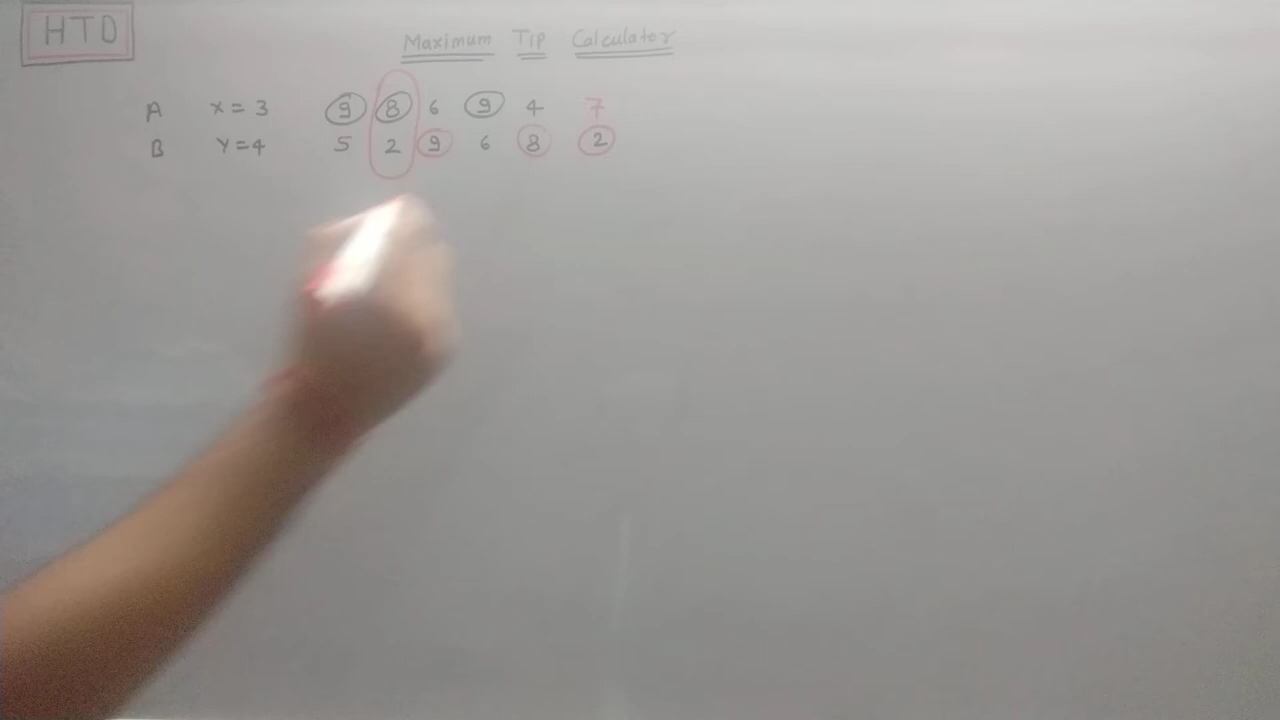 HTD
Maximum Tip Calculator
A x = 3 9 8 6 9 4 7
B Y = 4 5 2 9 6 8 2